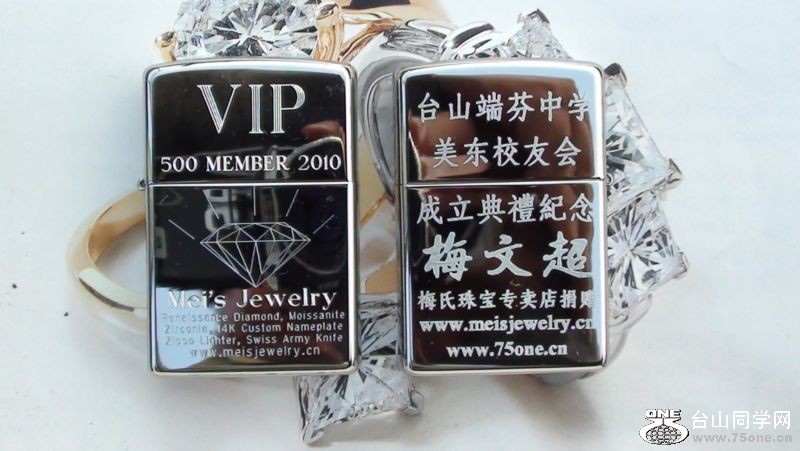 VIP
500 MEMBER 2010
Mei's Jewelry
Renaissance Diamond, Moissanite
Zirconia, 14K Custom Nameplate
Zippo Lighter, Swiss Army Knife
www.meisjewelry.cn
台山端芬中学
美东校友会
成立典禮紀念
梅文超
梅氏珠宝专卖店捐赠
www.meisjewelry.cn
www.75one.cn
ONE
台山同学网
www.75one.cn